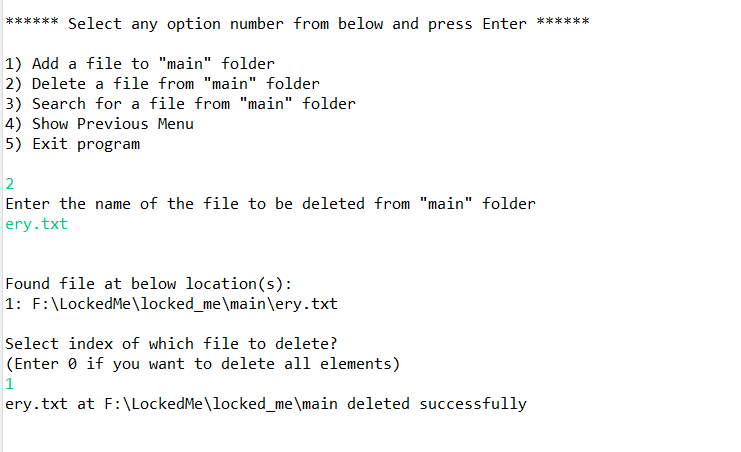 ****** Select any option number from below and press Enter ******
1) Add a file to "main" folder
2) Delete a file from "main" folder
3) Search for a file from "main" folder
4) Show Previous Menu
5) Exit program
2
Enter the name of the file to be deleted from "main" folder
ery.txt
Found file at below location(s):
1: F:\LockedMe\locked_me\main\ery.txt
Select index of which file to delete?
(Enter 0 if you want to delete all elements)
1
ery.txt at F:\LockedMe\locked_me\main deleted successfully